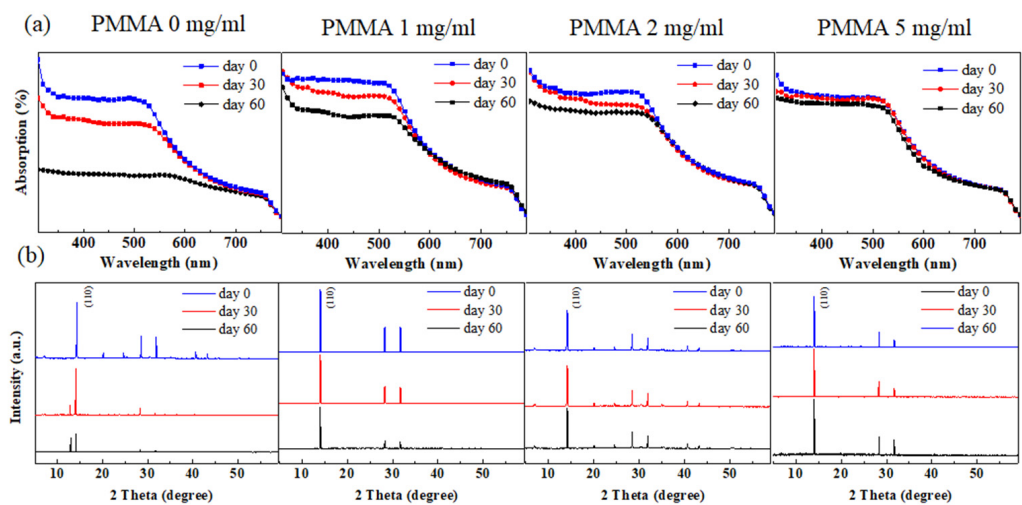 (a) PMMA 0 mg/ml PMMA 1 mg/ml PMMA 2 mg/ml PMMA 5 mg/ml
day 0 day 0 day 0 day 0
day 30 day 30 day 30 day 30
day 60 day 60 day 60 day 60
Absorption (%)
400 500 600 700 400 500 600 700 400 500 600 700 400 500 600 700
Wavelength (nm) Wavelength (nm) Wavelength (nm) Wavelength (nm)
(b)
(110) day 0 (110) day 0 (110) day 0 (110) day 0
day 30 day 30 day 30 day 30
day 60 day 60 day 60 day 60
Intensity (a.u.)
10 20 30 40 50 10 20 30 40 50 10 20 30 40 50 10 20 30 40 50
2 Theta (degree) 2 Theta (degree) 2 Theta (degree) 2 Theta (degree)